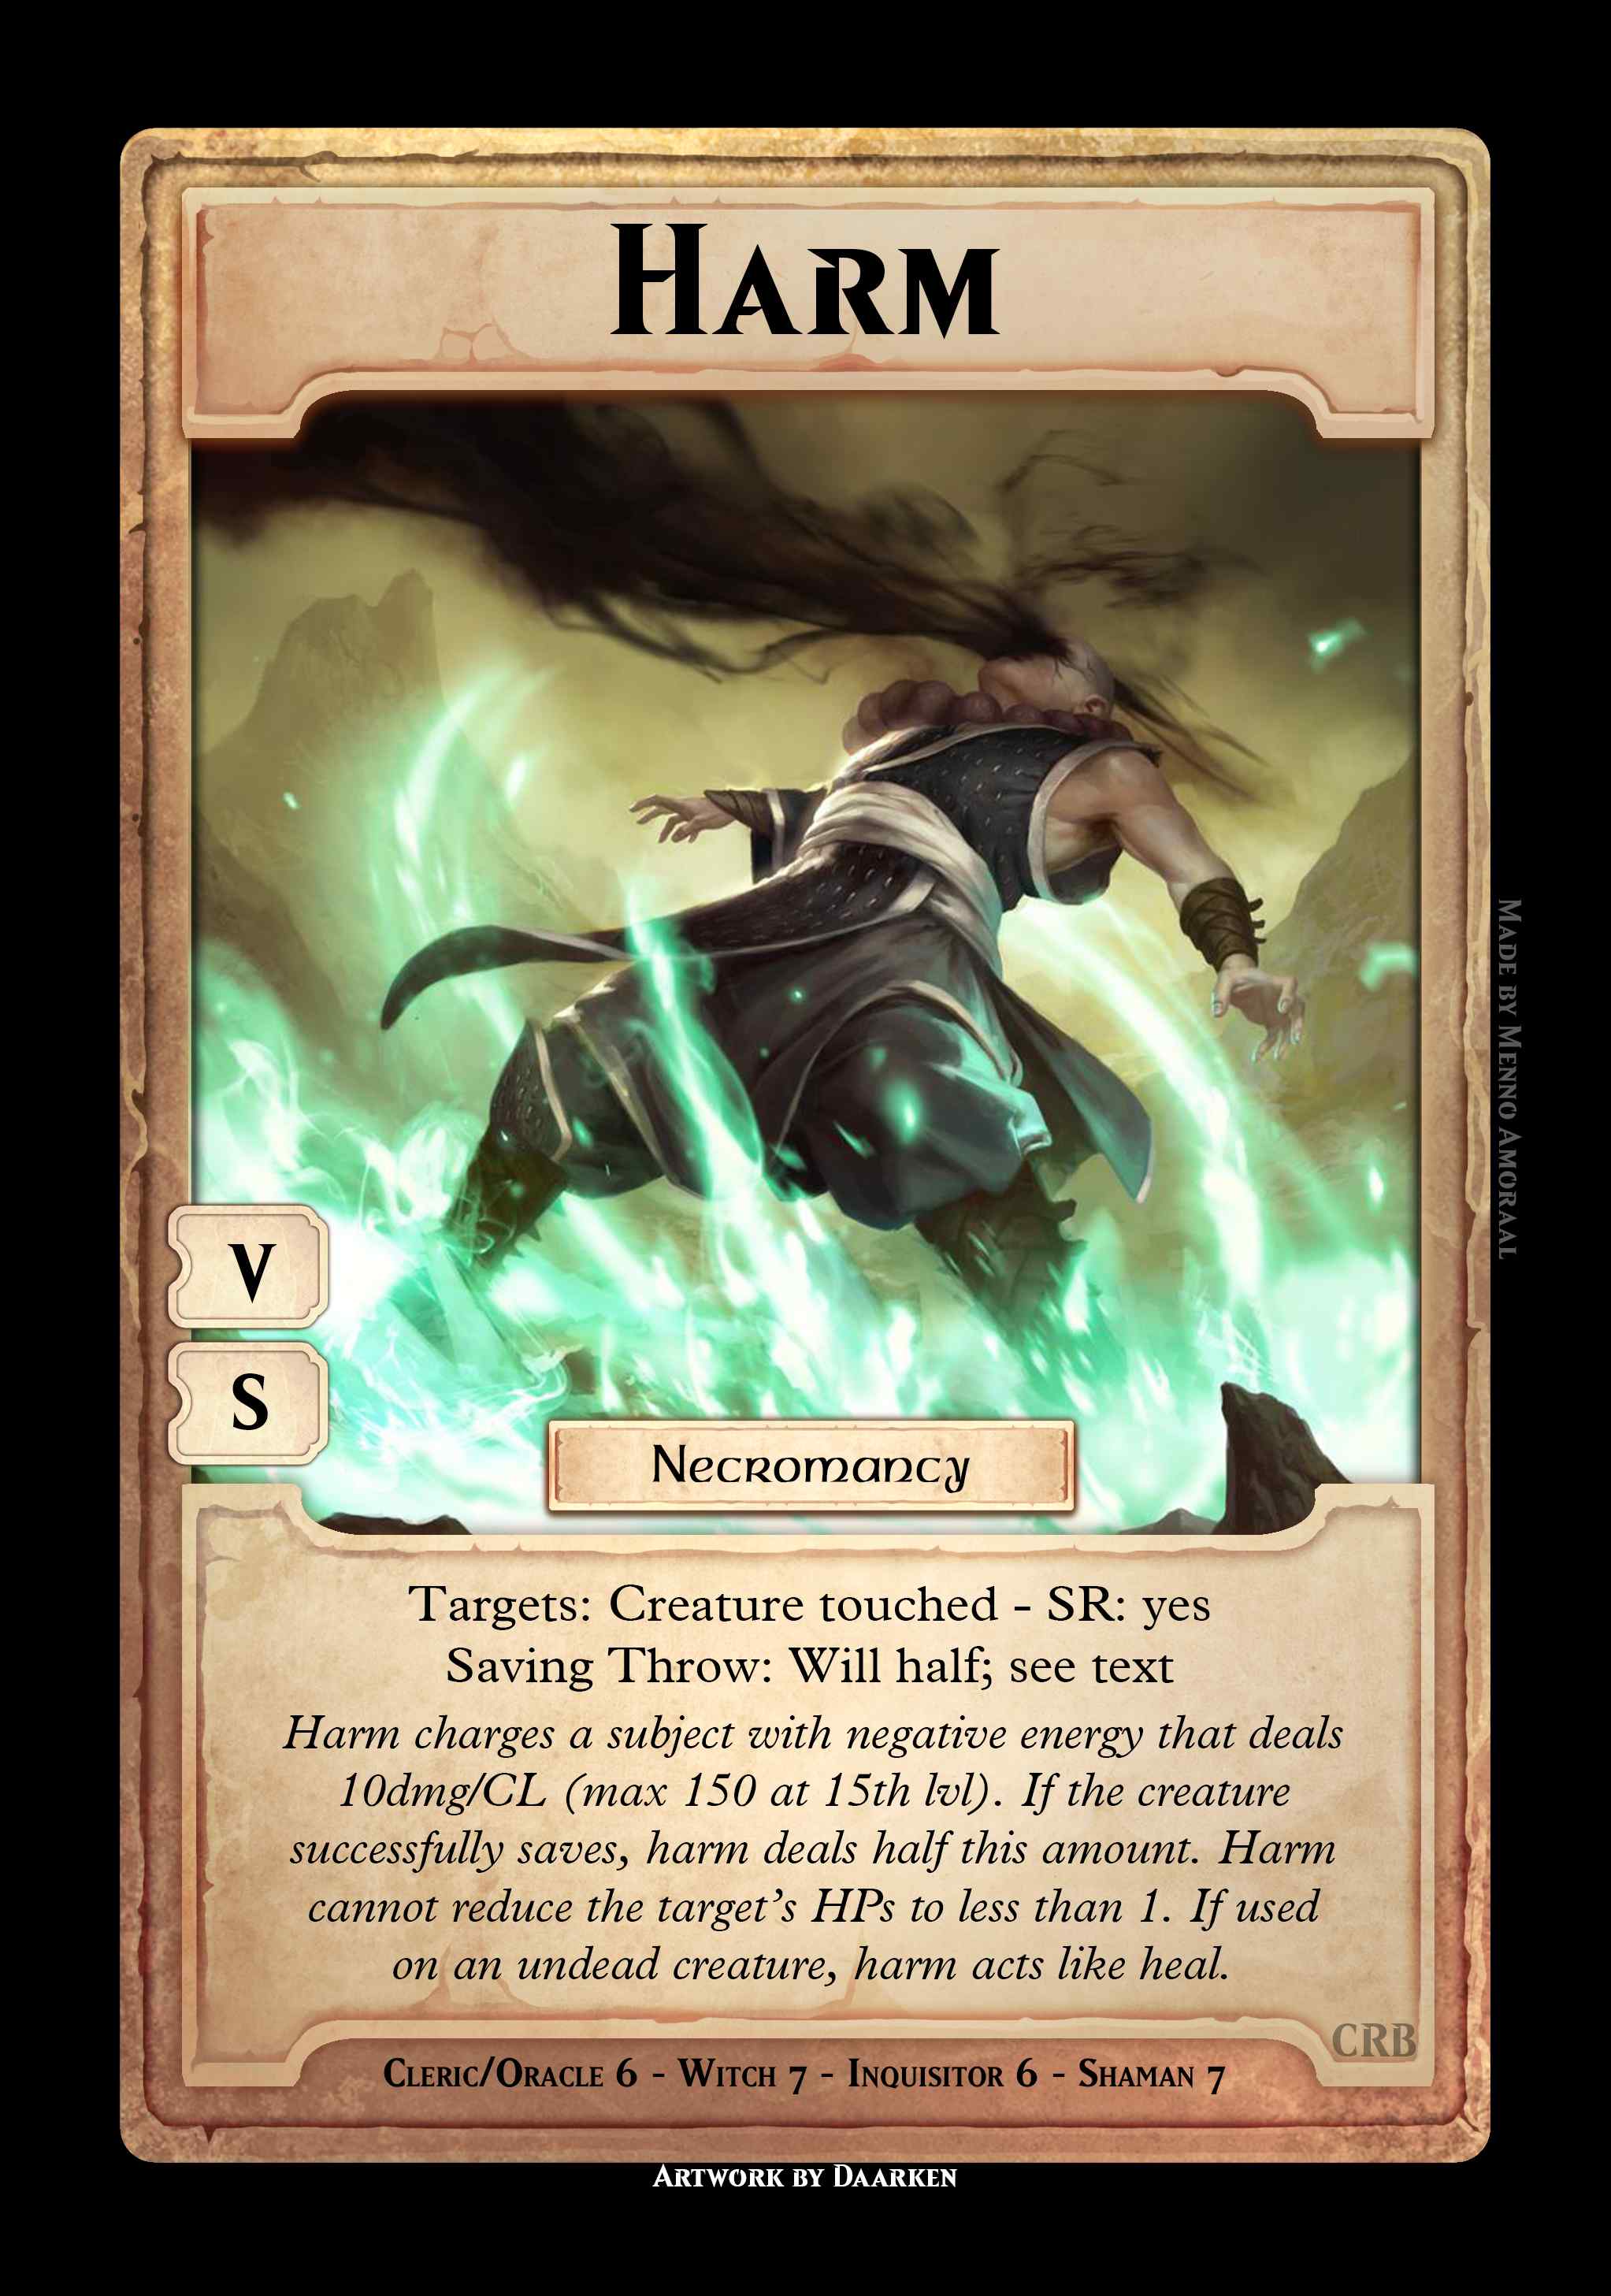 Harm
V
S
Necromancy
Targets: Creature touched - SR: yes
Saving Throw: Will half; see text
Harm charges a subject with negative energy that deals
10dmg/CL (max 150 at 15th lvl). If the creature
successfully saves, harm deals half this amount. Harm
cannot reduce the target's HPs to less than 1. If used
on an undead creature, harm acts like heal.
CRB
Cleric/Oracle 6 - Witch 7 - Inquisitor 6 - Shaman 7
Artwork by Daarken
Made by Menno Amoraal